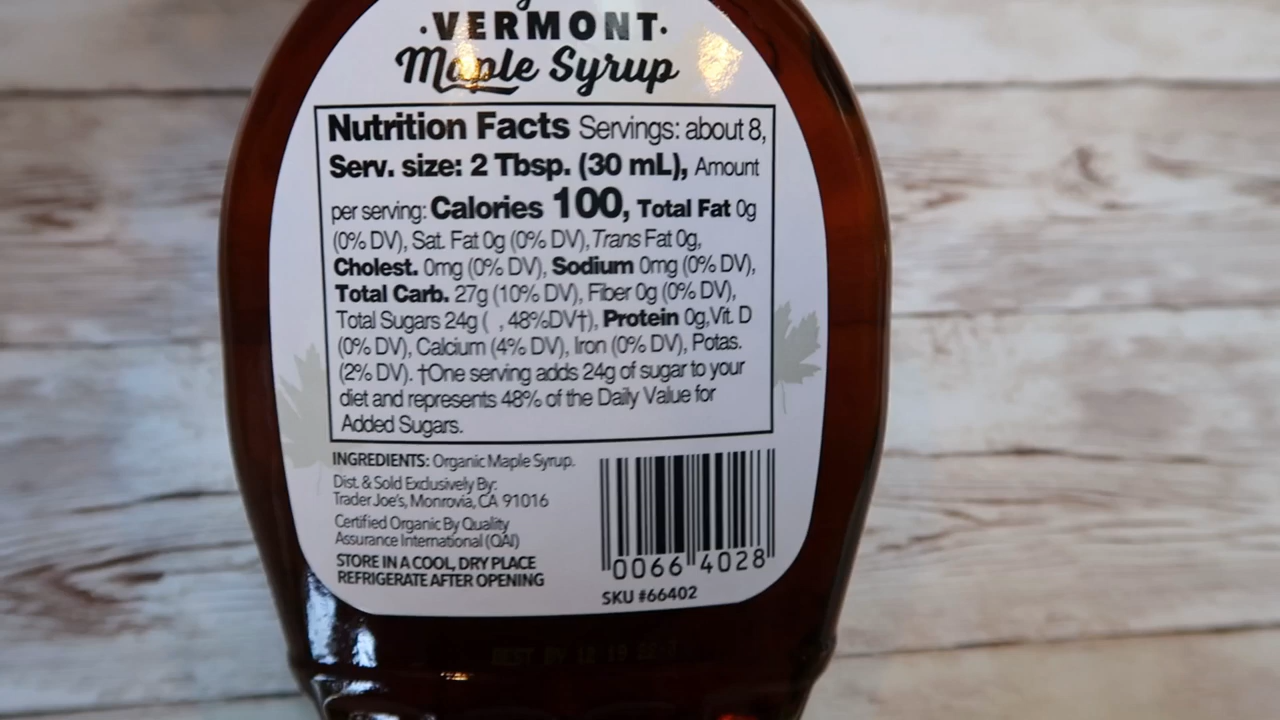 ·VERMONT·
Maple Syrup
Nutrition Facts Servings: about 8,
Serv. size: 2 Tbsp. (30 mL), Amount
per serving: Calories 100, Total Fat 0g
(0% DV), Sat. Fat 0g (0% DV), Trans Fat 0g,
Cholest. 0mg (0% DV), Sodium 0mg (0% DV),
Total Carb. 27g (10% DV), Fiber 0g (0% DV),
Total Sugars 24g ( , 48%DV†), Protein 0g, Vit. D
(0% DV), Calcium (4% DV), Iron (0% DV), Potas.
(2% DV). †One serving adds 24g of sugar to your
diet and represents 48% of the Daily Value for
Added Sugars.
INGREDIENTS: Organic Maple Syrup.
Dist. & Sold Exclusively By:
Trader Joe's, Monrovia, CA 91016
Certified Organic By Quality
Assurance International (QAI)
STORE IN A COOL, DRY PLACE
REFRIGERATE AFTER OPENING
0066 4028
SKU #66402
BEST BY 12 19